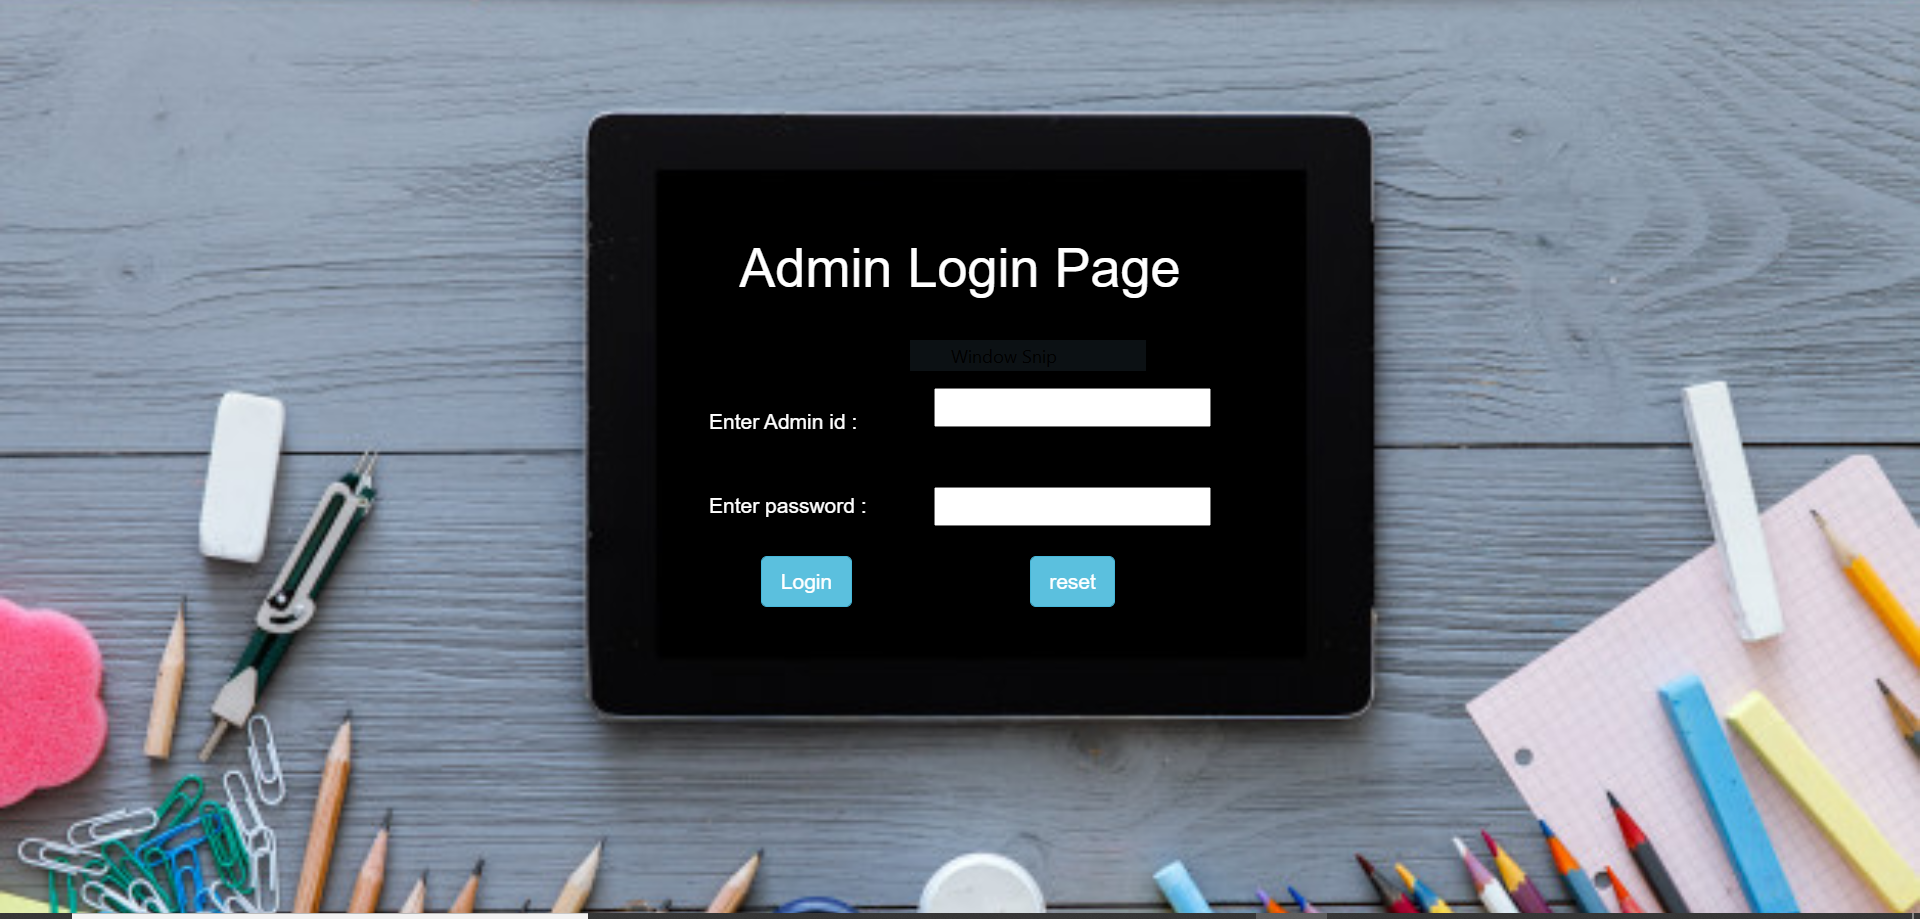 Admin Login Page
Window Snip
Enter Admin id :
Enter password :
Login
reset